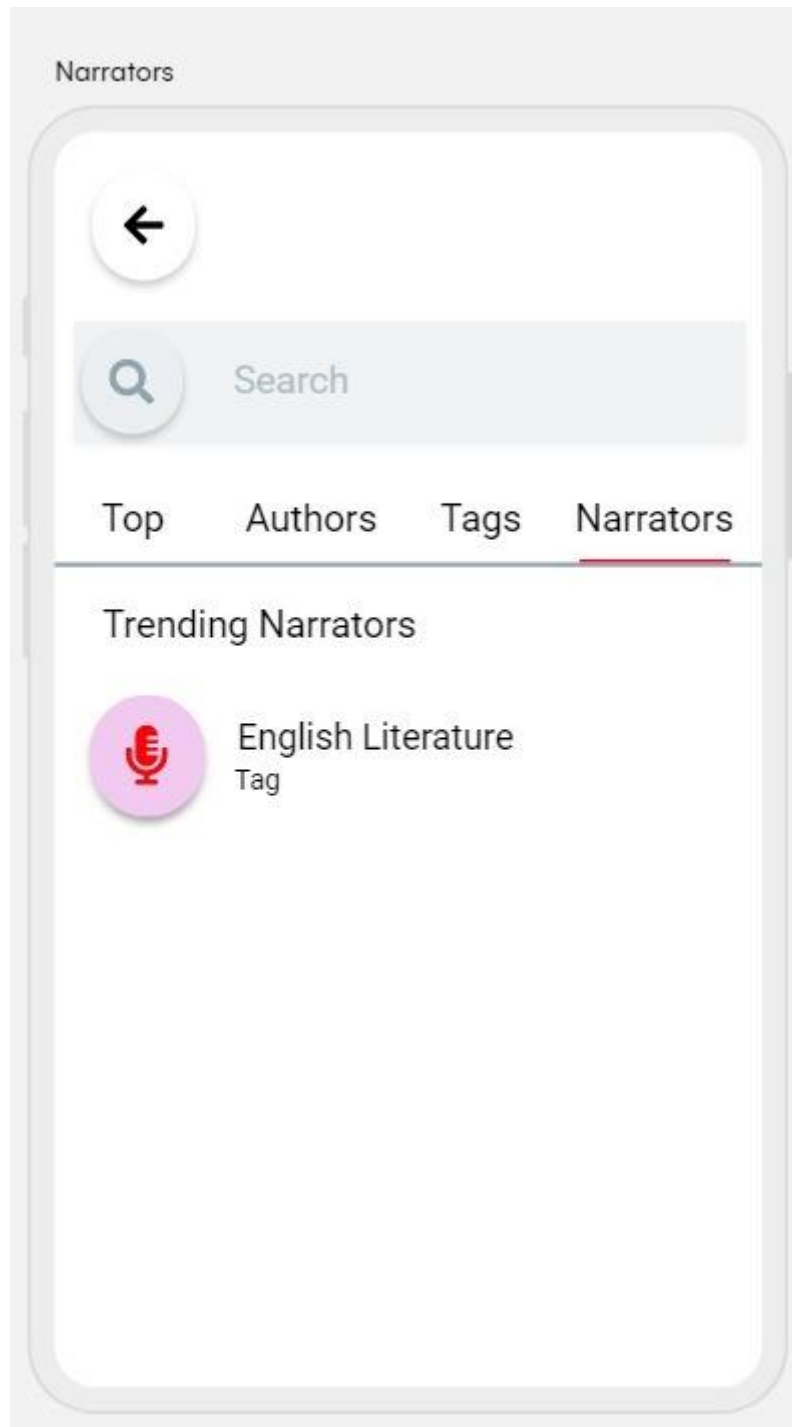 Narrators
Search
Top Authors Tags Narrators
Trending Narrators
English Literature
Tag